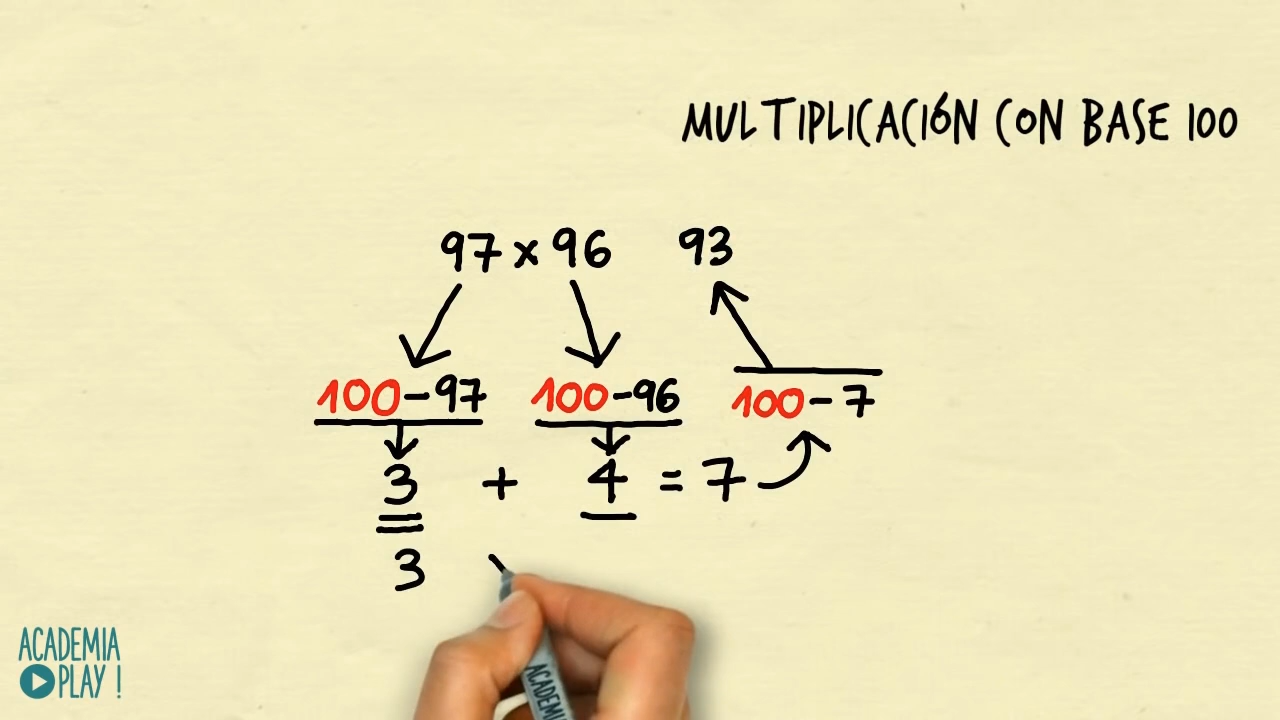 MULTIPLICACIÓN CON BASE 100
97 x 96 93
100-97 100-96 100-7
3 + 4 = 7
3
ACADEMIA
PLAY !
ACADEMI